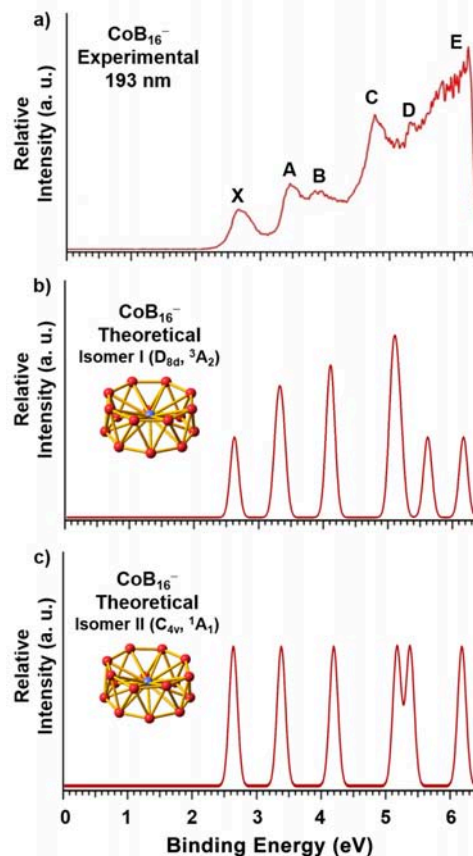 a)
CoB₁₆⁻
Experimental
193 nm
X
A
B
C
D
E
Relative
Intensity (a. u.)
b)
CoB₁₆⁻
Theoretical
Isomer I (D₈d, ³A₂)
Relative
Intensity (a. u.)
c)
CoB₁₆⁻
Theoretical
Isomer II (C₄ᵥ, ¹A₁)
Relative
Intensity (a. u.)
0 1 2 3 4 5 6
Binding Energy (eV)